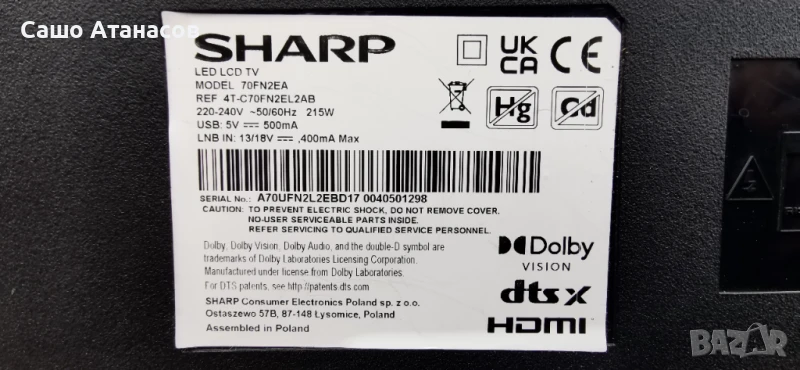 Сашо Атанасов
SHARP
LED LCD TV
MODEL 70FN2EA
REF 4T-C70FN2EL2AB
220-240V ~50/60Hz 215W
USB: 5V ⎓ 500mA
LNB IN: 13/18V ⎓ ,400mA Max
UK
CA CE
Hg Cd
SERIAL No.: A70UFN2L2EBD17 0040501298
CAUTION: TO PREVENT ELECTRIC SHOCK, DO NOT REMOVE COVER.
NO-USER SERVICEABLE PARTS INSIDE.
REFER SERVICING TO QUALIFIED SERVICE PERSONNEL.
Dolby, Dolby Vision, Dolby Audio, and the double-D symbol are
trademarks of Dolby Laboratories Licensing Corporation.
Manufactured under license from Dolby Laboratories.
For DTS patents, see http://patents.dts.com
SHARP Consumer Electronics Poland sp. z o.o.
Ostaszewo 57B, 87-148 Łysomice, Poland
Assembled in Poland
Dolby
VISION
dts x
HDMI
BAZAR